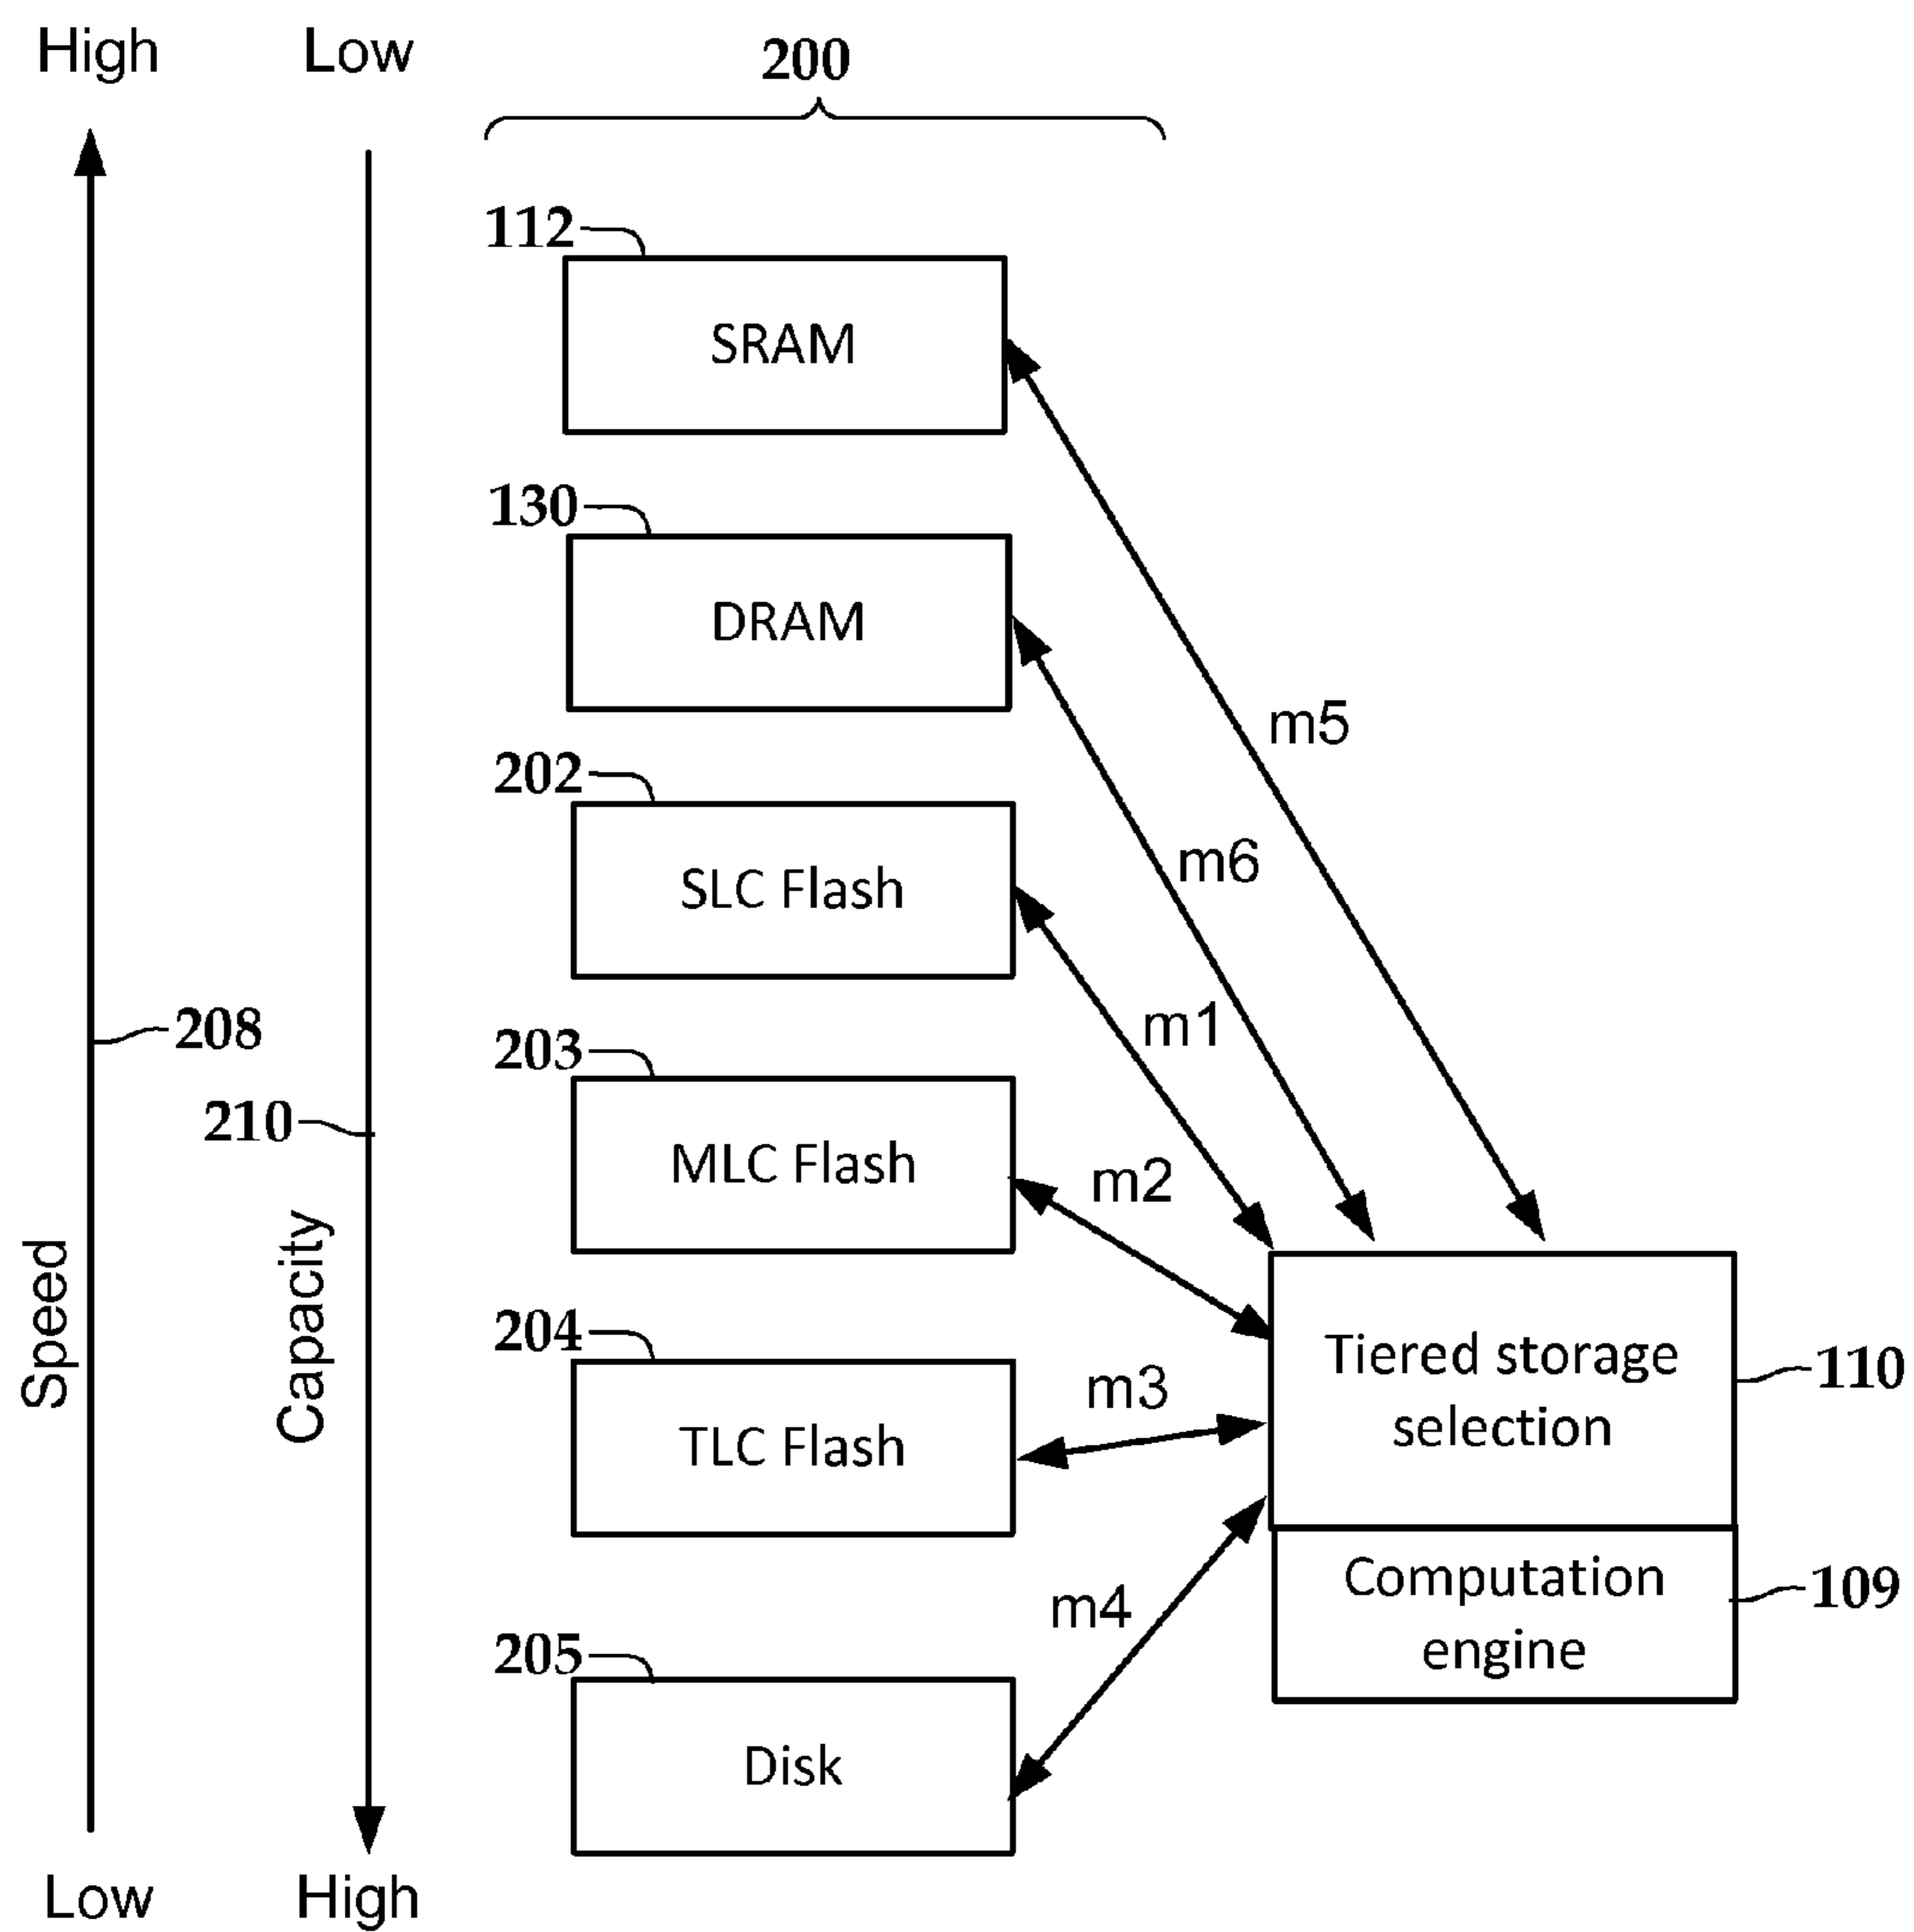 High
Low
200
112
SRAM
130
DRAM
m5
202
m6
SLC Flash
m1
208
203
210
MLC Flash
m2
Speed
Capacity
204
Tiered storage
selection
110
m3
TLC Flash
Computation
engine
109
m4
205
Disk
Low
High